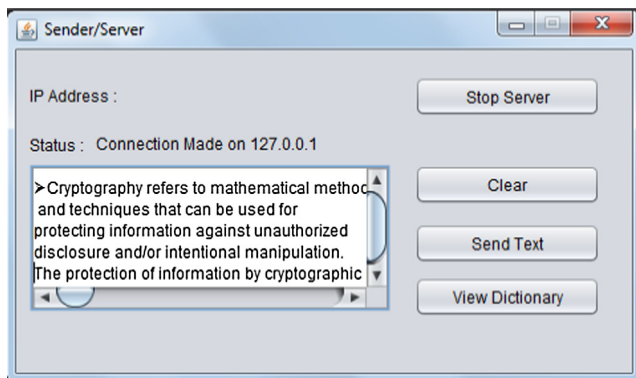 Sender/Server
IP Address :
Stop Server
Status : Connection Made on 127.0.0.1
➤Cryptography refers to mathematical method
and techniques that can be used for
protecting information against unauthorized
disclosure and/or intentional manipulation.
The protection of information by cryptographic
Clear
Send Text
View Dictionary